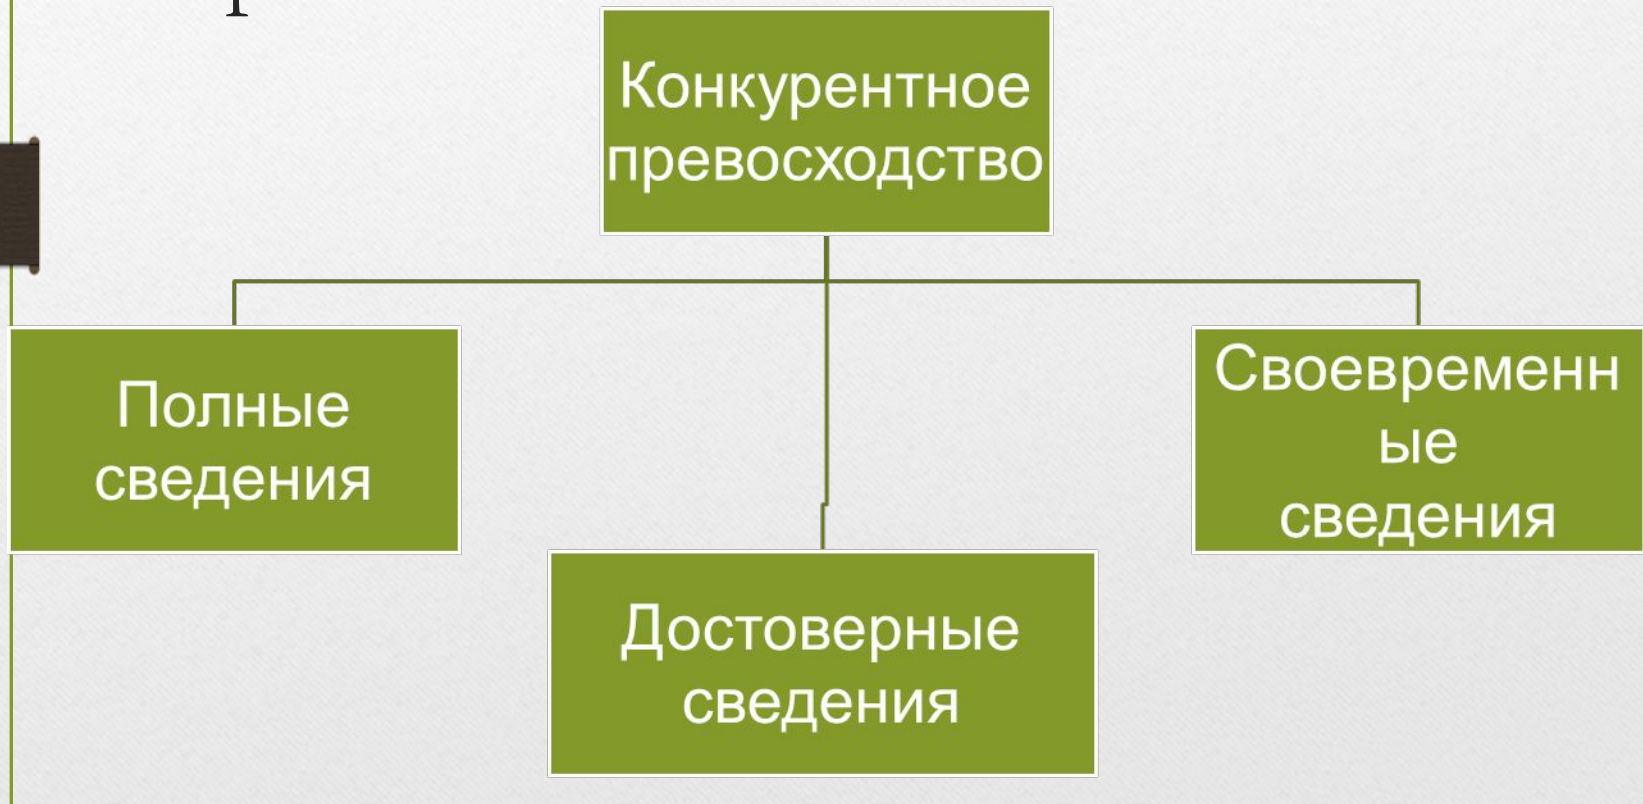 Конкурентное
превосходство
Полные
сведения
Своевременн
ые
сведения
Достоверные
сведения